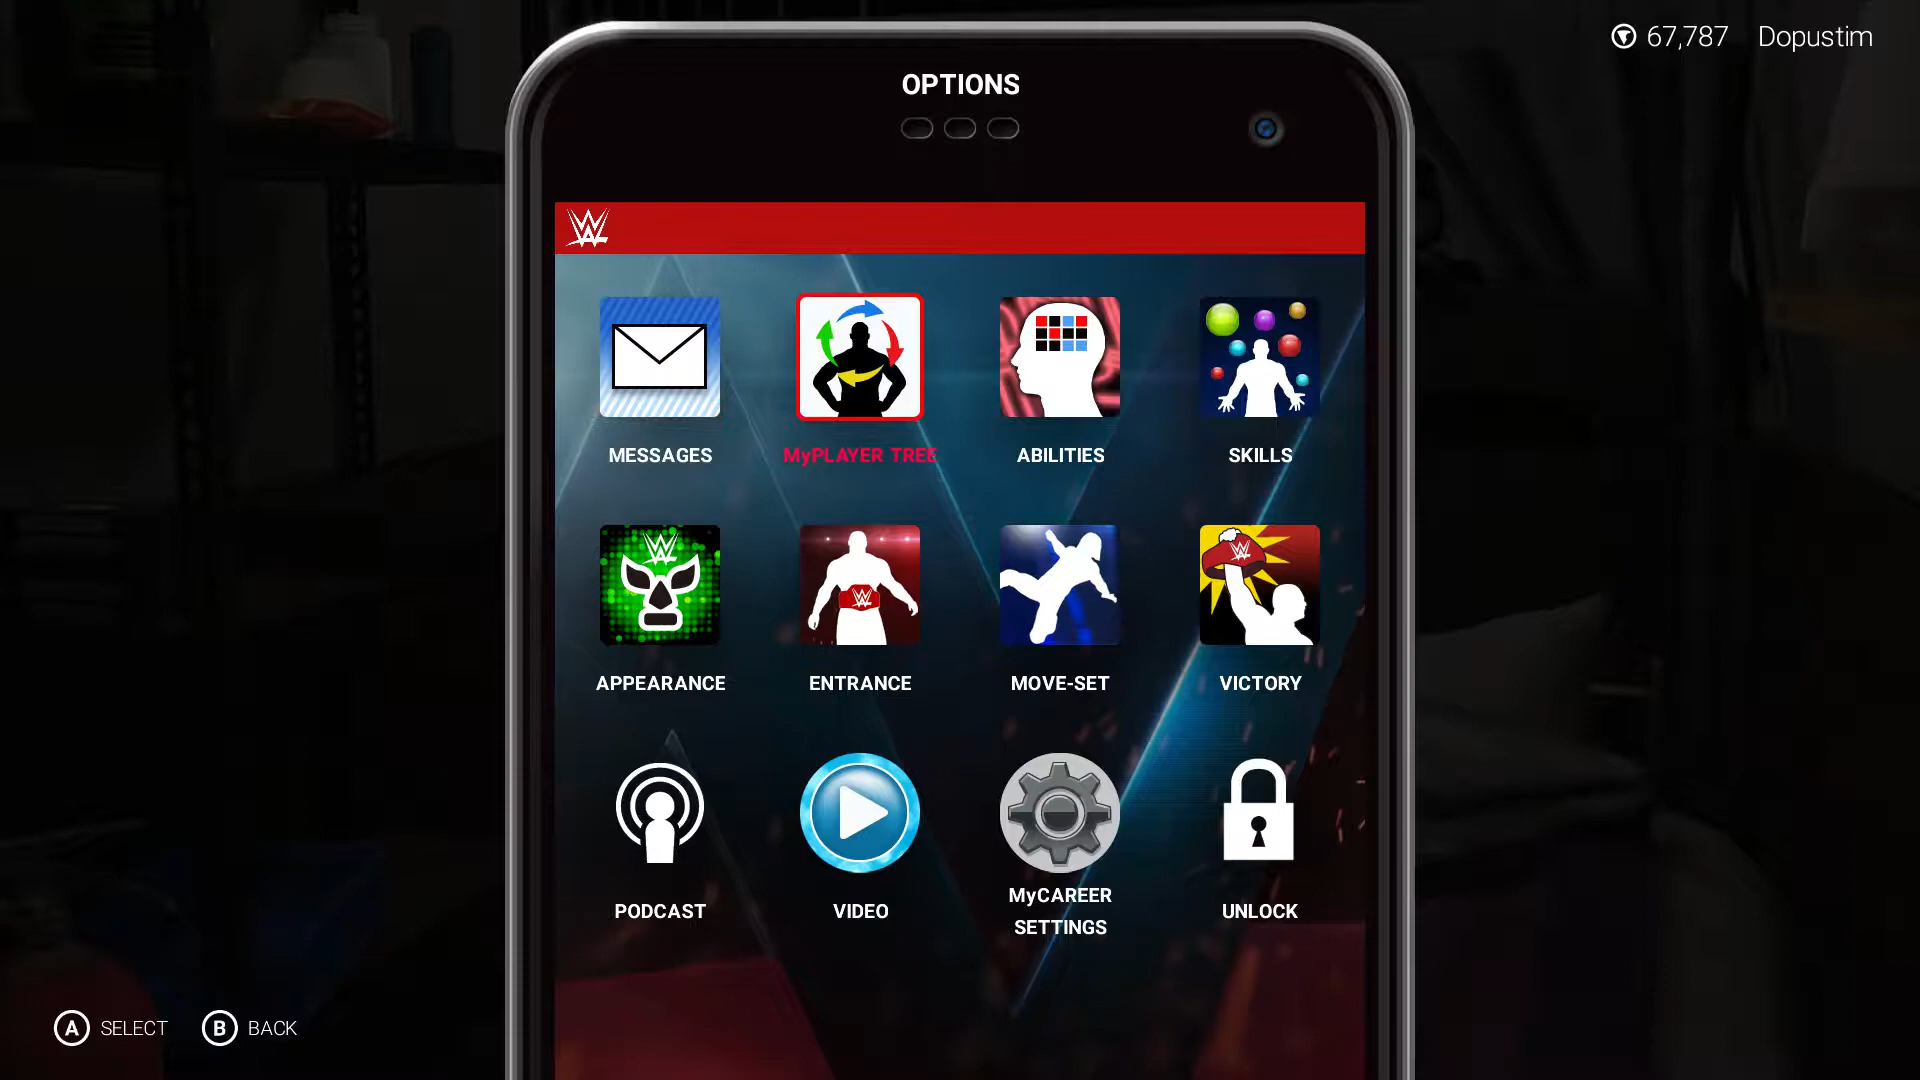 67,787 Dopustim
OPTIONS
MESSAGES
MyPLAYER TREE
ABILITIES
SKILLS
APPEARANCE
ENTRANCE
MOVE-SET
VICTORY
PODCAST
VIDEO
MyCAREER
SETTINGS
UNLOCK
A SELECT B BACK